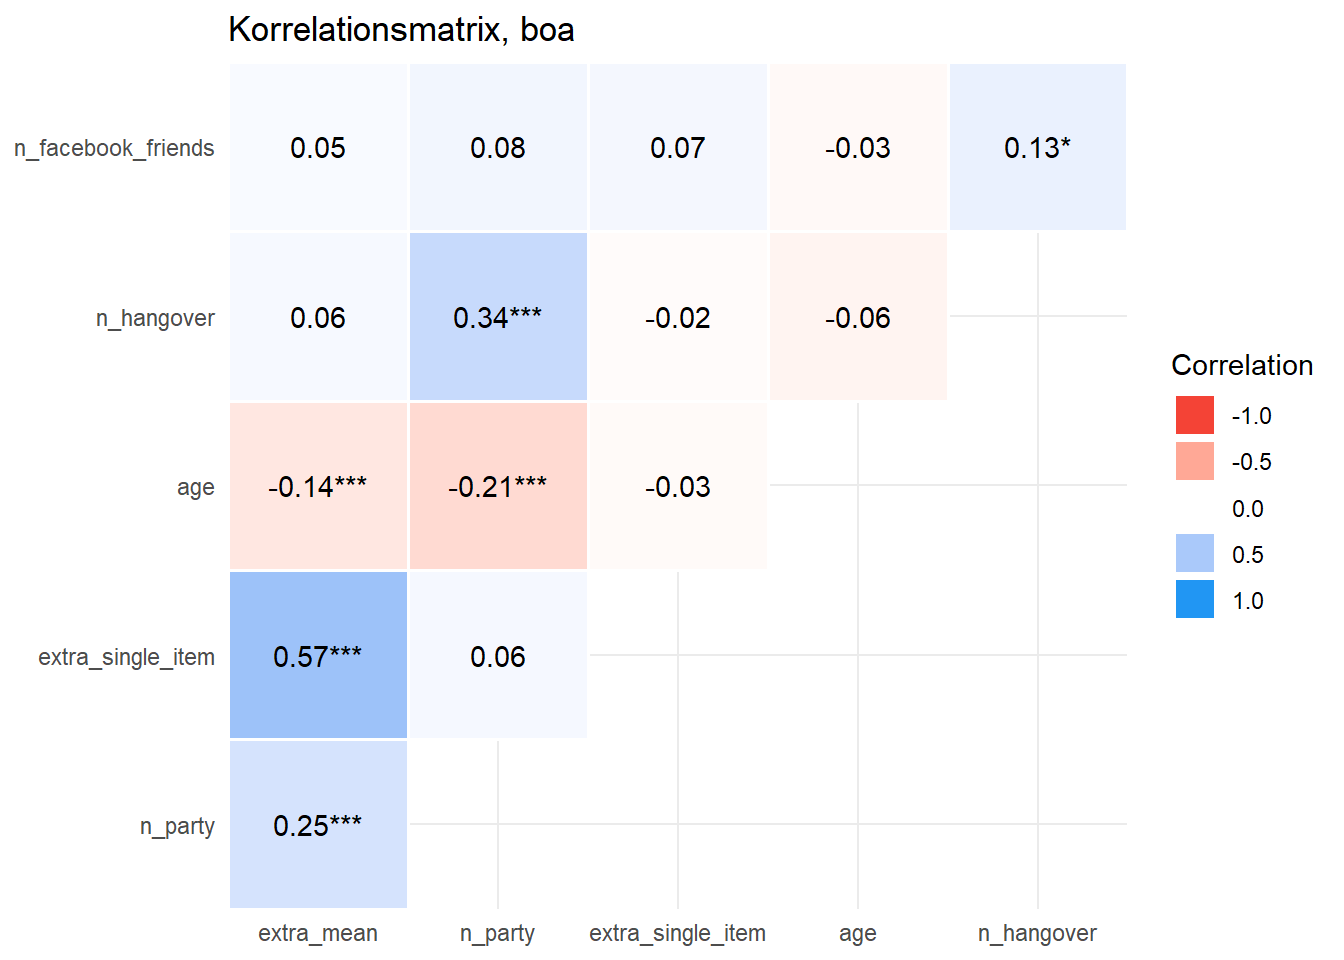 Korrelationsmatrix, boa
n_facebook_friends 0.05 0.08 0.07 -0.03 0.13*
n_hangover 0.06 0.34*** -0.02 -0.06
age -0.14*** -0.21*** -0.03
extra_single_item 0.57*** 0.06
n_party 0.25***
extra_mean n_party extra_single_item age n_hangover
Correlation
-1.0
-0.5
0.0
0.5
1.0